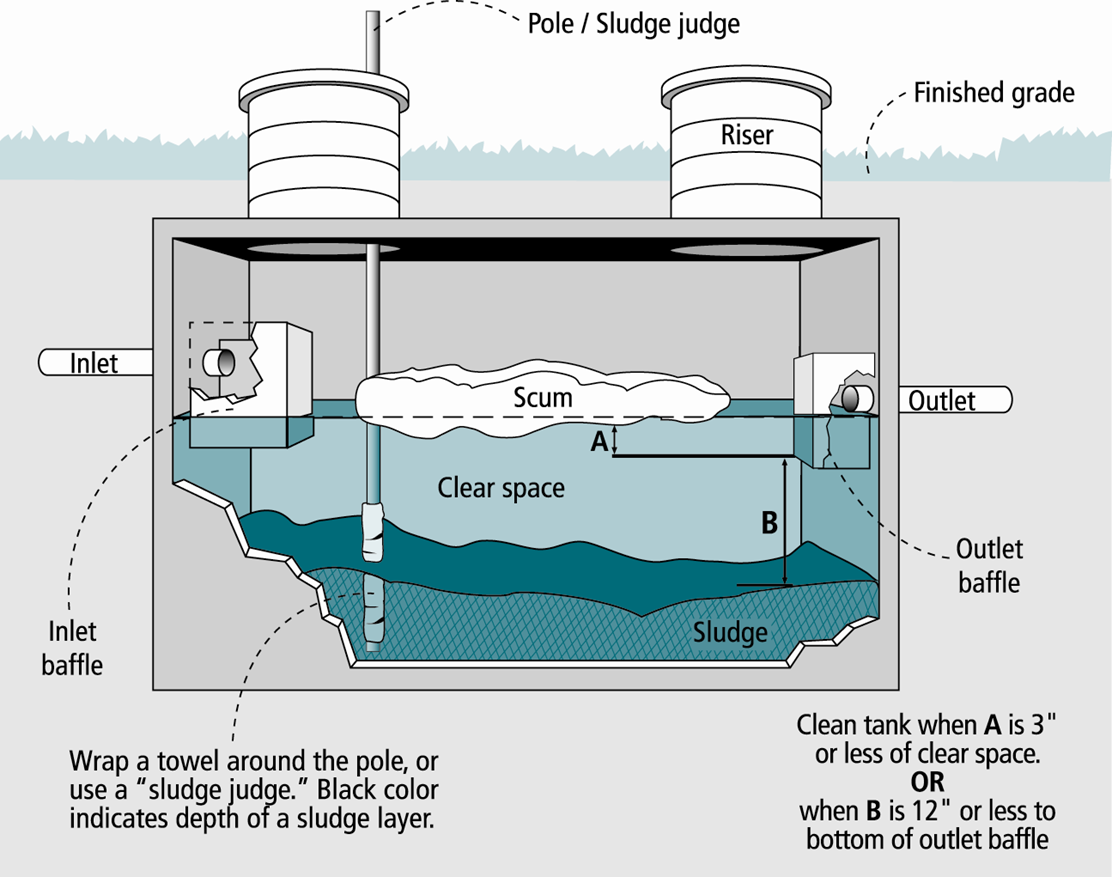 Pole / Sludge judge
Finished grade
Riser
Inlet
Scum
Outlet
A
Clear space
B
Outlet
baffle
Inlet
baffle
Sludge
Wrap a towel around the pole, or
use a “sludge judge.” Black color
indicates depth of a sludge layer.
Clean tank when A is 3"
or less of clear space.
OR
when B is 12" or less to
bottom of outlet baffle